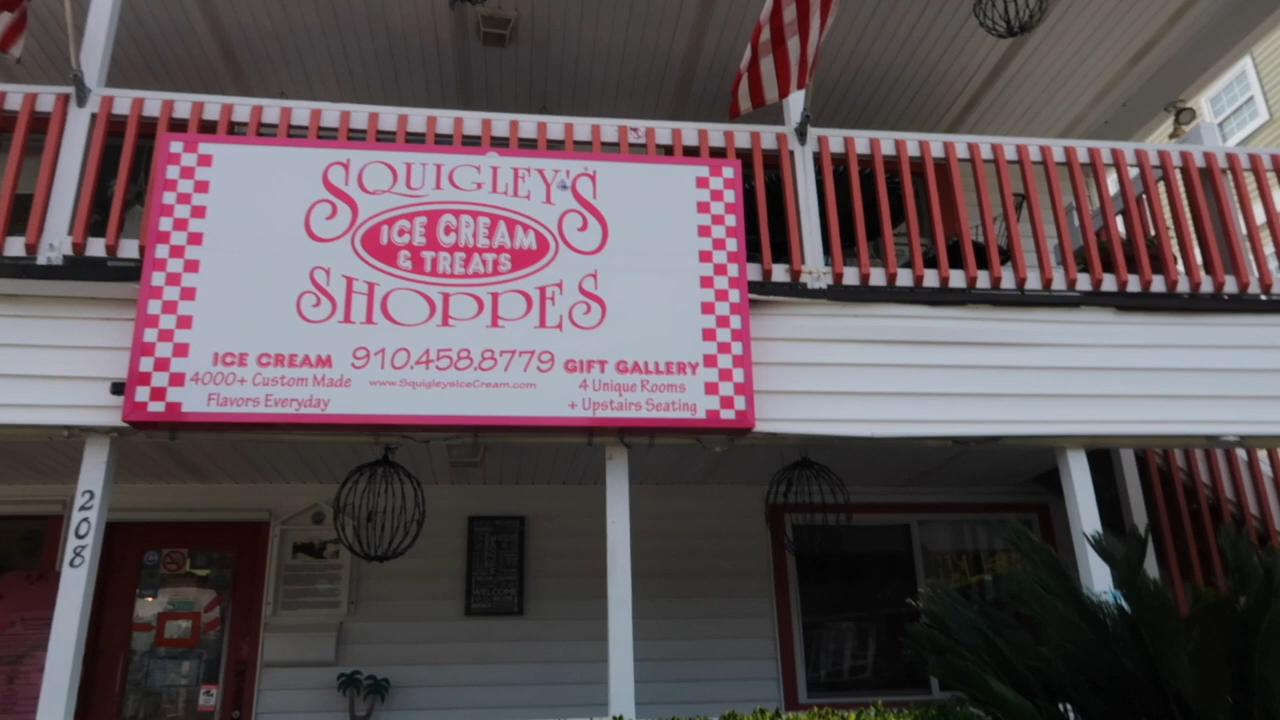 SQUIGLEY'S
ICE CREAM
& TREATS
SHOPPES
ICE CREAM 910.458.8779 GIFT GALLERY
4000+ Custom Made www.SquigleysIceCream.com 4 Unique Rooms
Flavors Everyday + Upstairs Seating
208
WELCOME